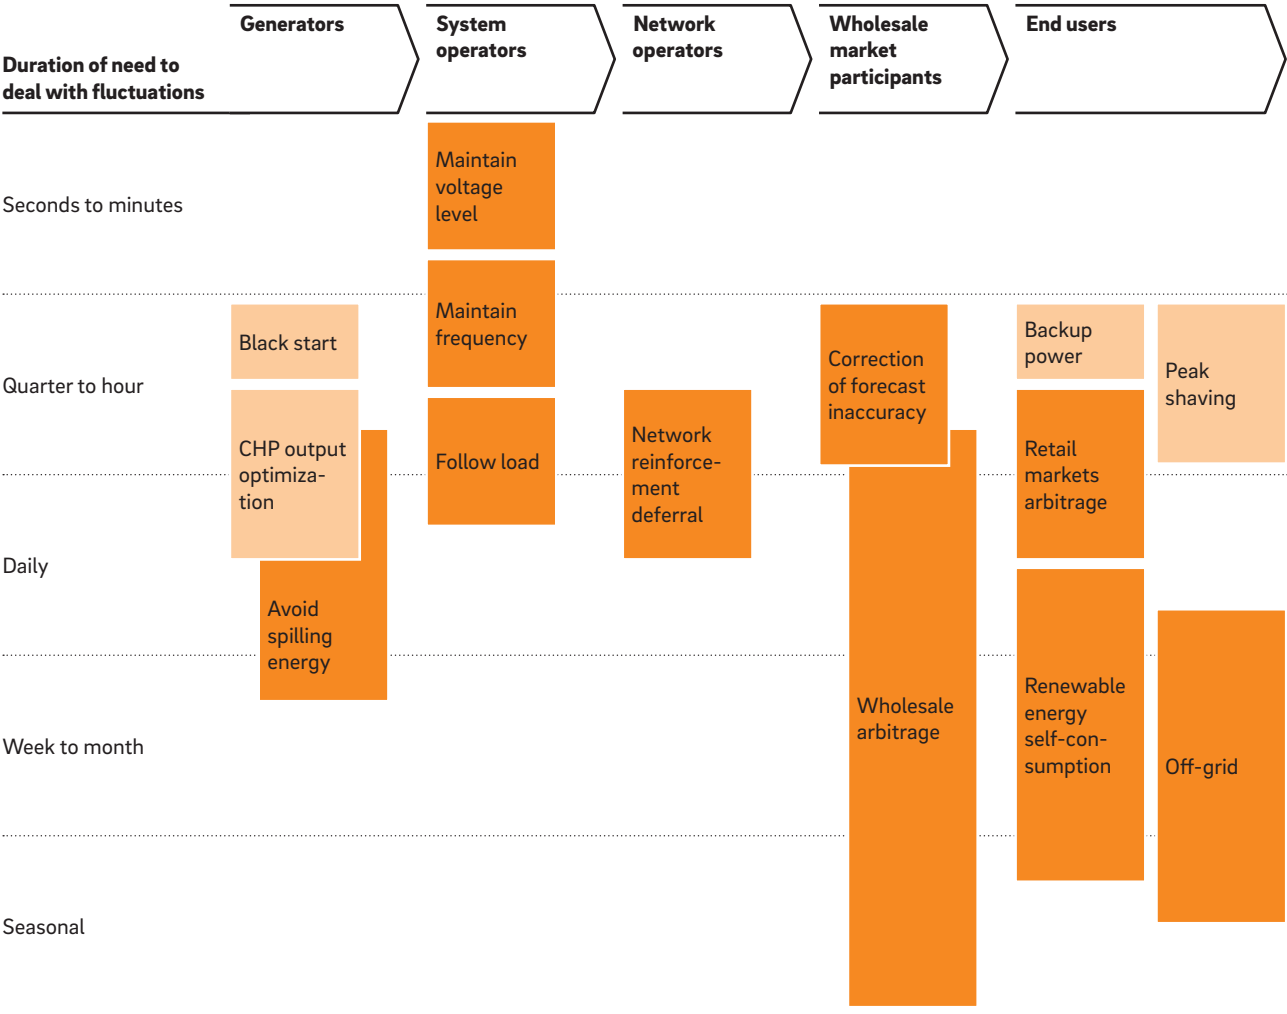 Duration of need to
deal with fluctuations
Generators
System
operators
Network
operators
Wholesale
market
participants
End users
Seconds to minutes
Maintain
voltage
level
Quarter to hour
Black start
CHP output
optimiza-
tion
Maintain
frequency
Follow load
Network
reinforce-
ment
deferral
Correction
of forecast
inaccuracy
Backup
power
Retail
markets
arbitrage
Peak
shaving
Daily
Avoid
spilling
energy
Week to month
Wholesale
arbitrage
Renewable
energy
self-con-
sumption
Off-grid
Seasonal